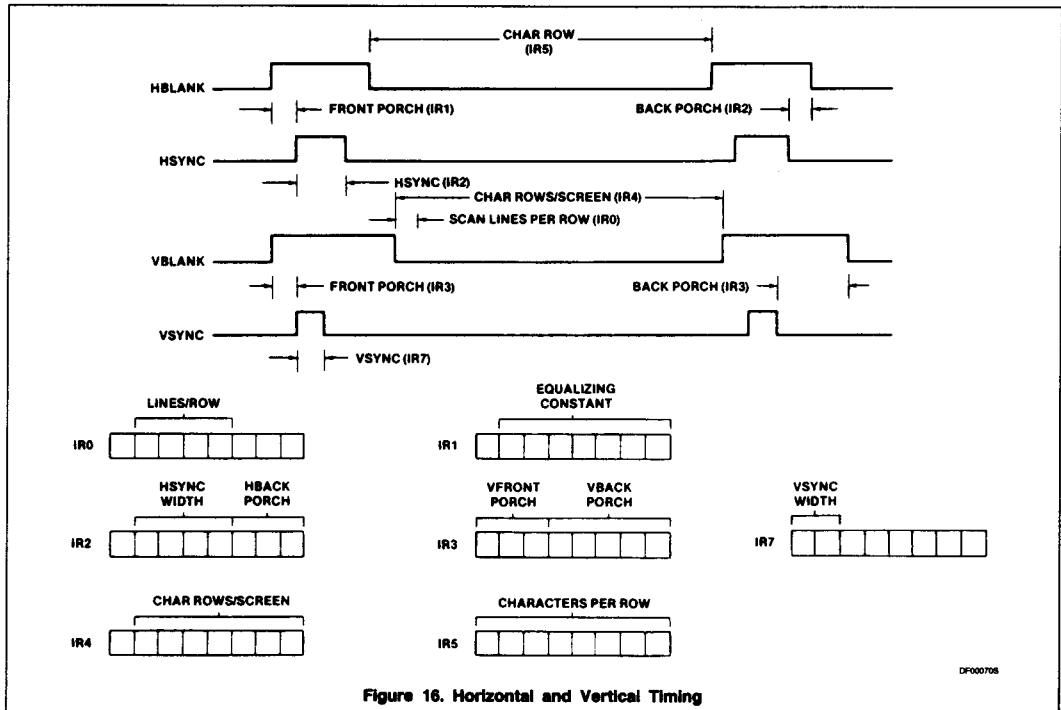 CHAR ROW
(IR5)
HBLANK
FRONT PORCH (IR1)
BACK PORCH (IR2)
HSYNC
HSYNC (IR2)
CHAR ROWS/SCREEN (IR4)
SCAN LINES PER ROW (IR0)
VBLANK
FRONT PORCH (IR3)
BACK PORCH (IR3)
VSYNC
VSYNC (IR7)
LINES/ROW
IR0
EQUALIZING
CONSTANT
IR1
HSYNC
WIDTH
HBACK
PORCH
IR2
VFRONT
PORCH
VBACK
PORCH
IR3
VSYNC
WIDTH
IR7
CHAR ROWS/SCREEN
IR4
CHARACTERS PER ROW
IR5
DF00070S
Figure 16. Horizontal and Vertical Timing